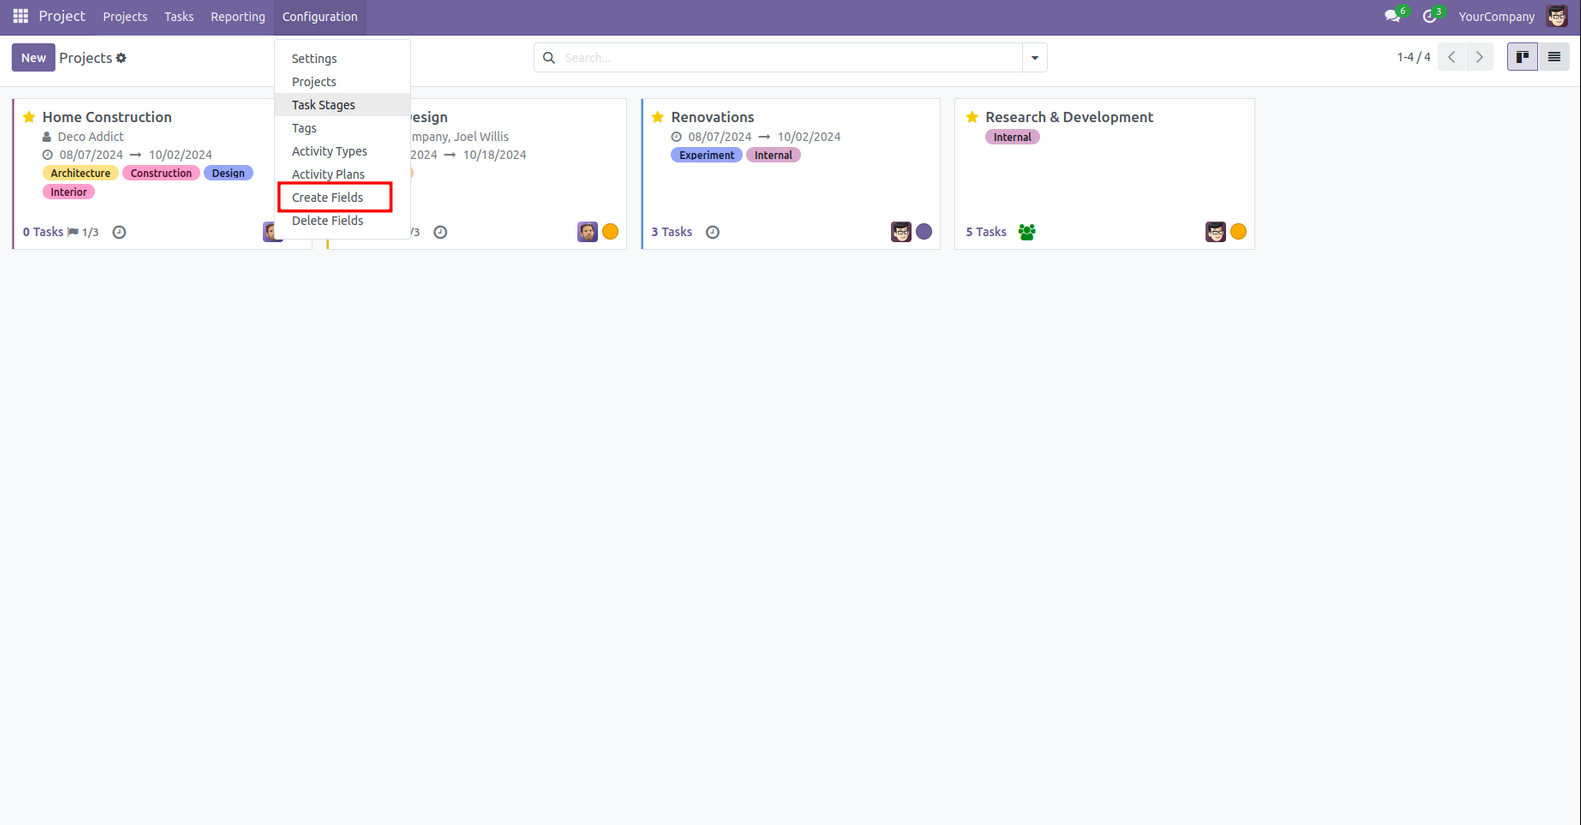 Project Projects Tasks Reporting Configuration 6 3 YourCompany
New Projects Search... 1-4 / 4
Settings
Projects
Task Stages
Tags
Activity Types
Activity Plans
Create Fields
Delete Fields
Home Construction
Deco Addict
08/07/2024 → 10/02/2024
Architecture Construction Design
Interior
0 Tasks 1/3
esign
mpany, Joel Willis
2024 → 10/18/2024
/3
Renovations
08/07/2024 → 10/02/2024
Experiment Internal
3 Tasks
Research & Development
Internal
5 Tasks